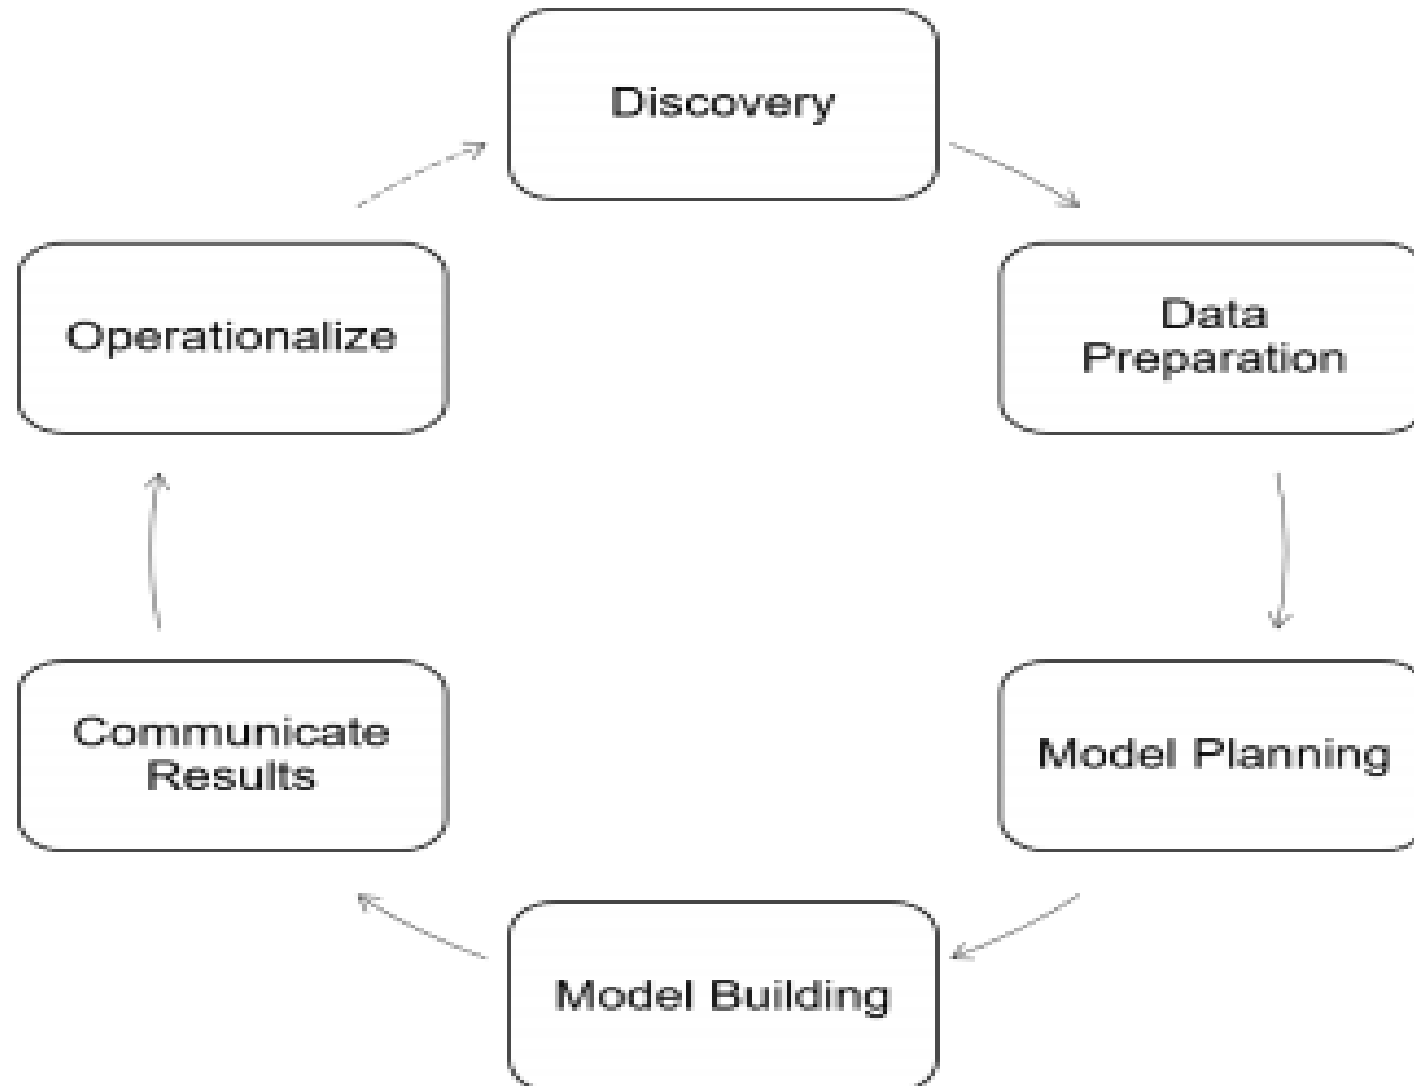 Discovery
Data
Preparation
Model Planning
Model Building
Communicate
Results
Operationalize